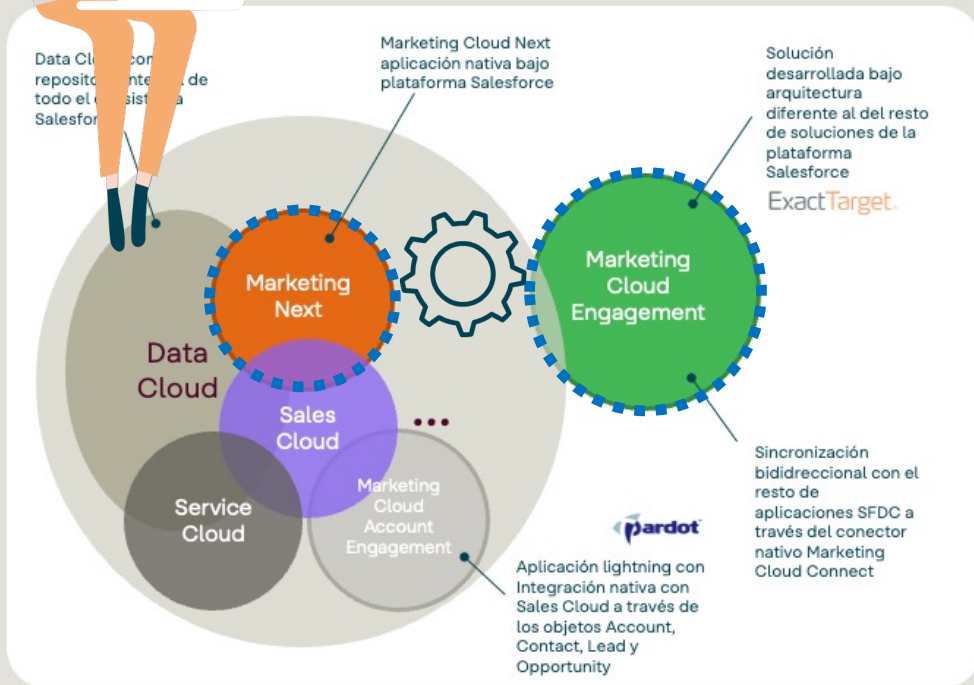 Data Cl
de
todo el
Marketing Cloud Next
aplicación nativa bajo
plataforma Salesforce
Solución
desarrollada bajo
arquitectura
diferente al del resto
de soluciones de la
plataforma
Salesforce
ExactTarget.
Marketing
Next
Marketing
Cloud
Engagement
Data
Cloud
Sales
Cloud
...
Service
Cloud
Marketing
Cloud
Account
Engagement
pardot
Aplicación lightning con
Integración nativa con
Sales Cloud a través de
los objetos Account,
Contact, Lead y
Opportunity
Sincronización
bididireccional con el
resto de
aplicaciones SFDC a
través del conector
nativo Marketing
Cloud Connect